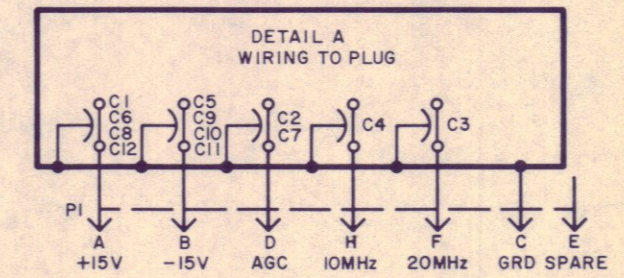 DETAIL A
WIRING TO PLUG
C1
C6
C8
C12
C5
C9
C10
C11
C2
C7
C4
C3
P1
A B D H F C E
+15V -15V AGC 10MHz 20MHz GRD SPARE